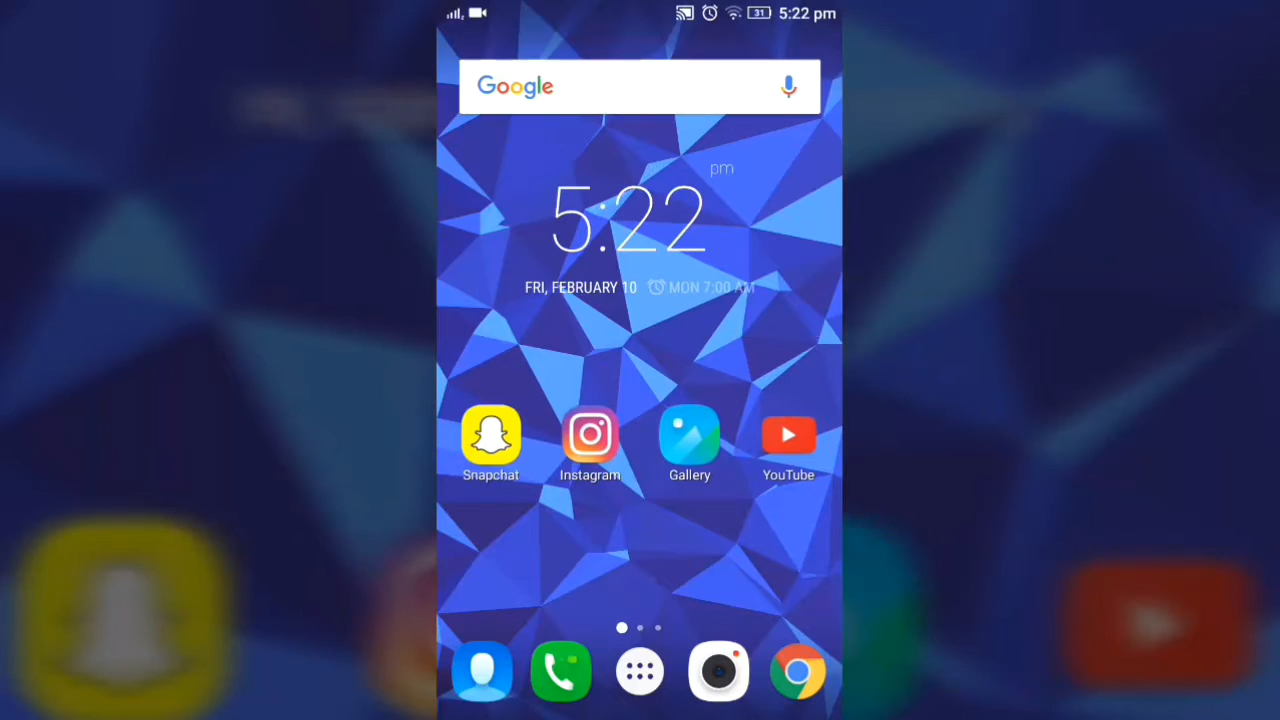 31 5:22 pm
Google
pm
5:22
FRI, FEBRUARY 10 MON 7:00 AM
Snapchat Instagram Gallery YouTube